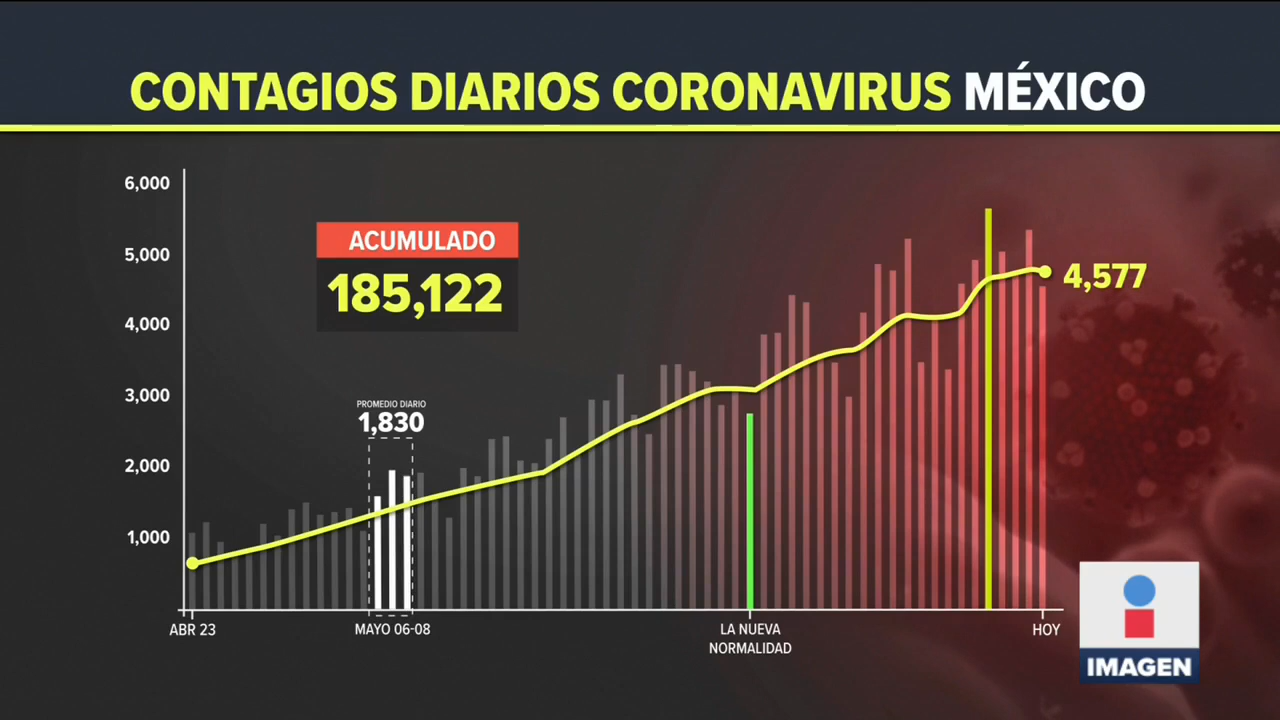 CONTAGIOS DIARIOS CORONAVIRUS MÉXICO
6,000
5,000
4,000
3,000
2,000
1,000
ACUMULADO
185,122
PROMEDIO DIARIO
1,830
4,577
ABR 23
MAYO 06-08
LA NUEVA
NORMALIDAD
HOY
IMAGEN